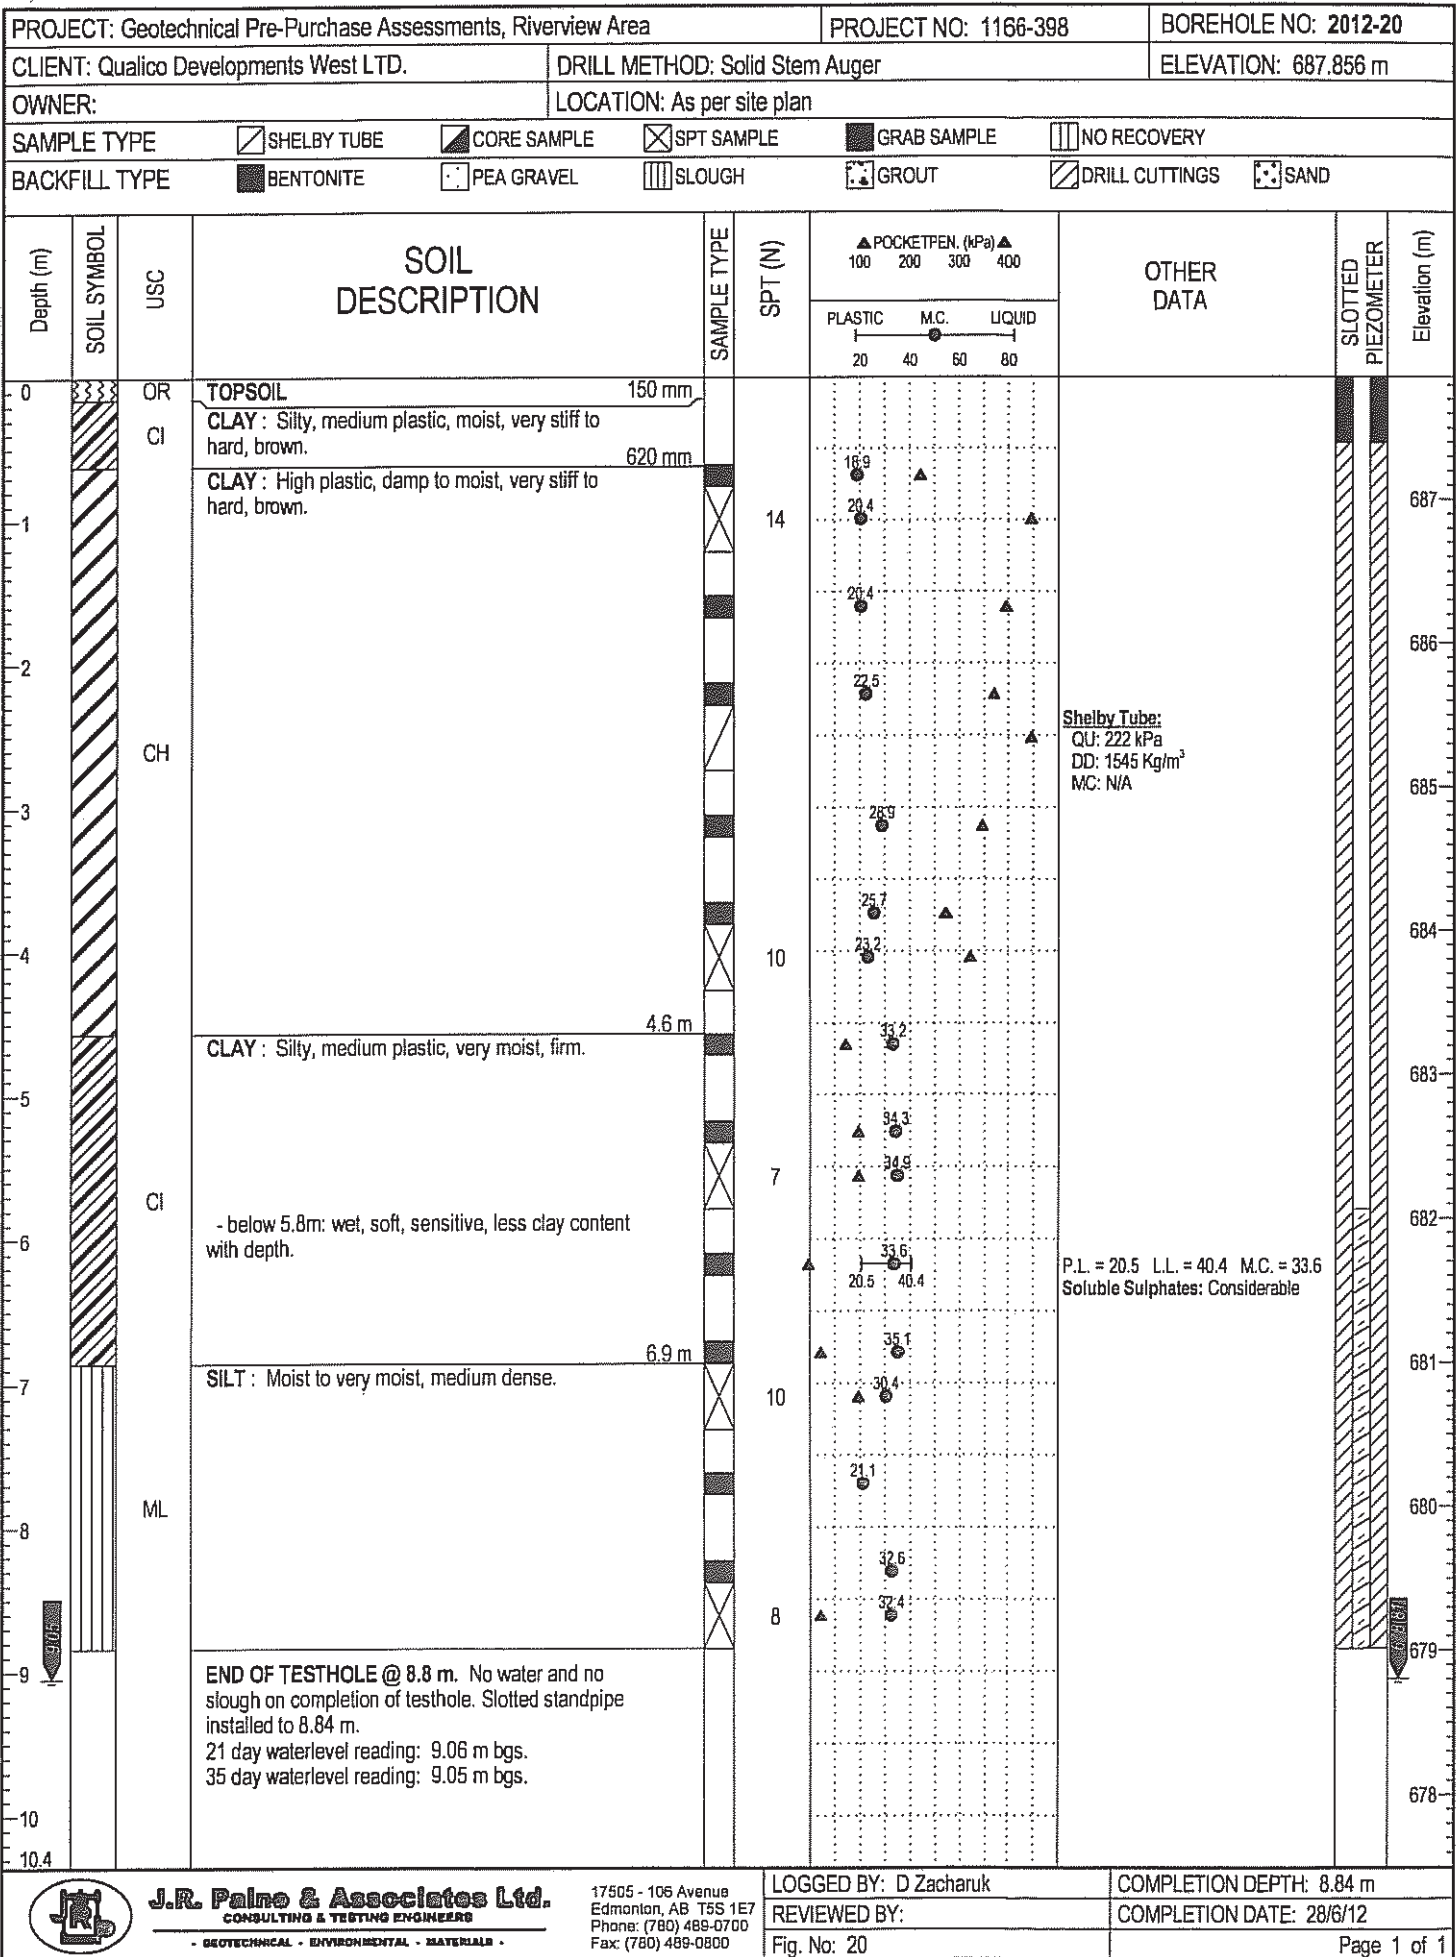 PROJECT: Geotechnical Pre-Purchase Assessments, Riverview Area PROJECT NO: 1166-398 BOREHOLE NO: 2012-20
CLIENT: Qualico Developments West LTD. DRILL METHOD: Solid Stem Auger ELEVATION: 687.856 m
OWNER: LOCATION: As per site plan
SAMPLE TYPE SHELBY TUBE CORE SAMPLE SPT SAMPLE GRAB SAMPLE NO RECOVERY
BACKFILL TYPE BENTONITE PEA GRAVEL SLOUGH GROUT DRILL CUTTINGS SAND
Depth (m)
SOIL SYMBOL
USC
SOIL
DESCRIPTION
SAMPLE TYPE
SPT (N)
▲ POCKETPEN. (kPa) ▲
100 200 300 400
PLASTIC M.C. LIQUID
20 40 60 80
OTHER
DATA
SLOTTED
PIEZOMETER
Elevation (m)
0 OR TOPSOIL 150 mm
CI CLAY : Silty, medium plastic, moist, very stiff to
hard, brown.
620 mm
18.9
CLAY : High plastic, damp to moist, very stiff to
hard, brown.
687
1 14 20.4
20.4
686
2
22.5
Shelby Tube:
QU: 222 kPa
CH
DD: 1545 Kg/m³
MC: N/A
685
3 28.9
25.7
684
4 10 23.2
4.6 m
33.2
CLAY : Silty, medium plastic, very moist, firm.
683
5
34.3
7 34.9
CI
- below 5.8m: wet, soft, sensitive, less clay content
with depth.
682
6
33.6
20.5 40.4
P.L. = 20.5 L.L. = 40.4 M.C. = 33.6
Soluble Sulphates: Considerable
35.1
6.9 m
681
SILT : Moist to very moist, medium dense.
7 10 30.4
21.1
ML
680
8
32.6
8 32.4
9.05
679
9
END OF TESTHOLE @ 8.8 m. No water and no
slough on completion of testhole. Slotted standpipe
installed to 8.84 m.
21 day waterlevel reading: 9.06 m bgs.
35 day waterlevel reading: 9.05 m bgs.
678
10
10.4
JRP
J.R. Paine & Associates Ltd.
CONSULTING & TESTING ENGINEERS
- GEOTECHNICAL - ENVIRONMENTAL - MATERIALS -
17505 - 106 Avenue
Edmonton, AB T5S 1E7
Phone: (780) 489-0700
Fax: (780) 489-0800
LOGGED BY: D Zacharuk COMPLETION DEPTH: 8.84 m
REVIEWED BY: COMPLETION DATE: 28/6/12
Fig. No: 20 Page 1 of 1